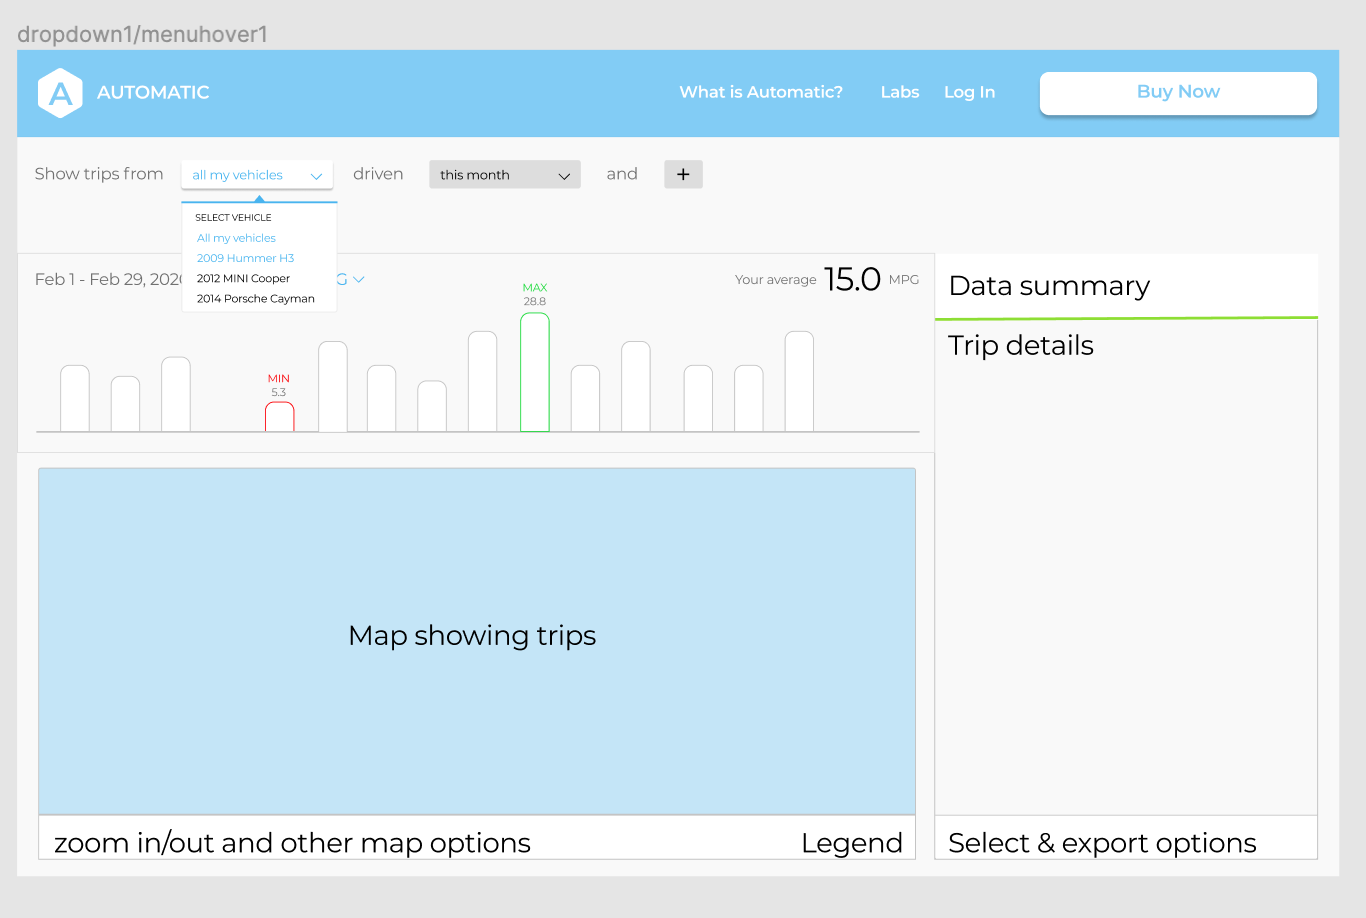 dropdown1/menuhover1
A AUTOMATIC What is Automatic? Labs Log In Buy Now
Show trips from all my vehicles driven this month and +
SELECT VEHICLE
All my vehicles
2009 Hummer H3
2012 MINI Cooper
2014 Porsche Cayman
Feb 1 - Feb 29, 2020 G
Your average 15.0 MPG
MAX
28.8
MIN
5.3
Data summary
Trip details
Map showing trips
zoom in/out and other map options Legend
Select & export options